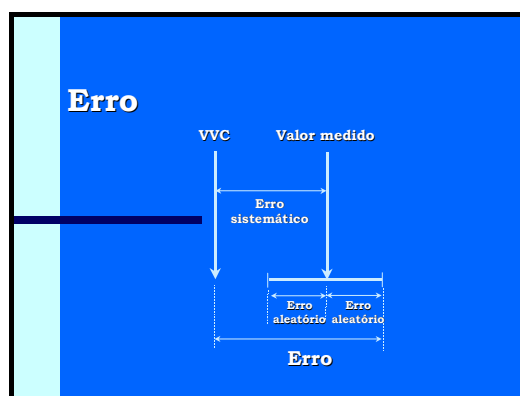 Erro
VVC
Valor medido
Erro
sistemático
Erro
aleatório
Erro
aleatório
Erro